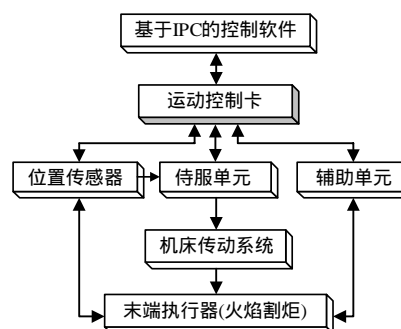 基于IPC的控制软件
运动控制卡
位置传感器
侍服单元
辅助单元
机床传动系统
末端执行器(火焰割炬)